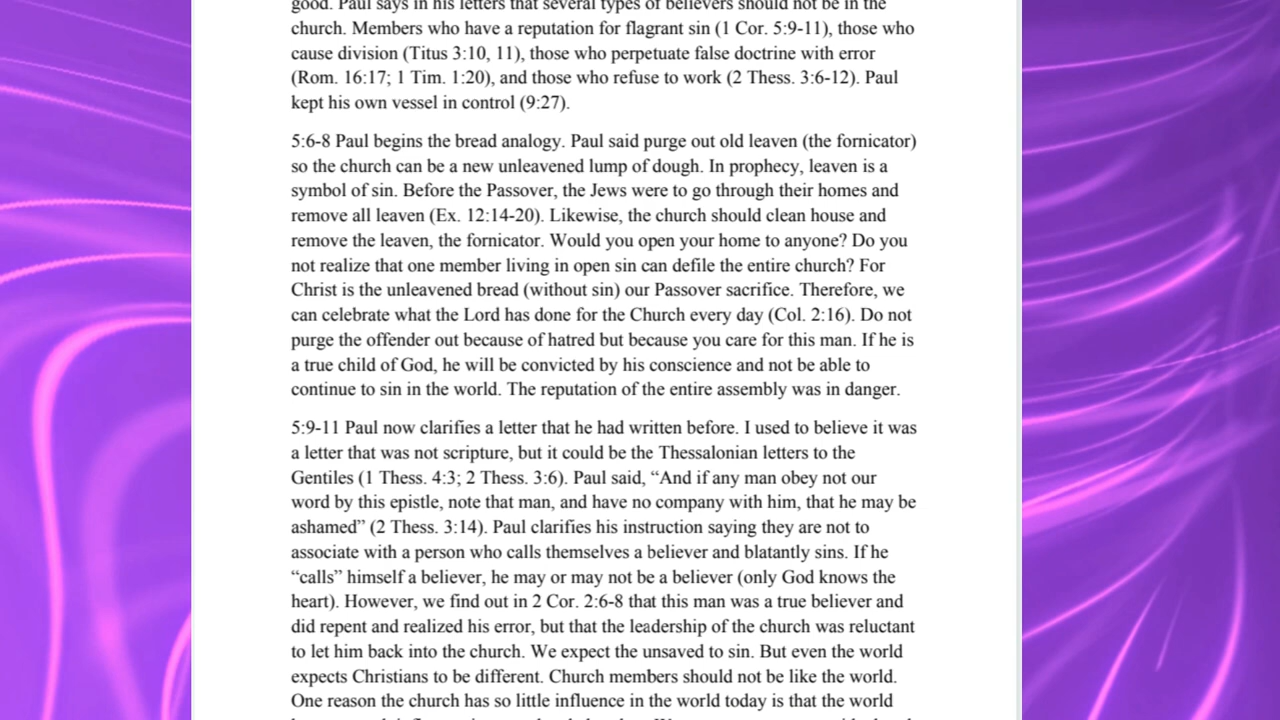 good. Paul says in his letters that several types of believers should not be in the
church. Members who have a reputation for flagrant sin (1 Cor. 5:9-11), those who
cause division (Titus 3:10, 11), those who perpetuate false doctrine with error
(Rom. 16:17; 1 Tim. 1:20), and those who refuse to work (2 Thess. 3:6-12). Paul
kept his own vessel in control (9:27).
5:6-8 Paul begins the bread analogy. Paul said purge out old leaven (the fornicator)
so the church can be a new unleavened lump of dough. In prophecy, leaven is a
symbol of sin. Before the Passover, the Jews were to go through their homes and
remove all leaven (Ex. 12:14-20). Likewise, the church should clean house and
remove the leaven, the fornicator. Would you open your home to anyone? Do you
not realize that one member living in open sin can defile the entire church? For
Christ is the unleavened bread (without sin) our Passover sacrifice. Therefore, we
can celebrate what the Lord has done for the Church every day (Col. 2:16). Do not
purge the offender out because of hatred but because you care for this man. If he is
a true child of God, he will be convicted by his conscience and not be able to
continue to sin in the world. The reputation of the entire assembly was in danger.
5:9-11 Paul now clarifies a letter that he had written before. I used to believe it was
a letter that was not scripture, but it could be the Thessalonian letters to the
Gentiles (1 Thess. 4:3; 2 Thess. 3:6). Paul said, “And if any man obey not our
word by this epistle, note that man, and have no company with him, that he may be
ashamed” (2 Thess. 3:14). Paul clarifies his instruction saying they are not to
associate with a person who calls themselves a believer and blatantly sins. If he
“calls” himself a believer, he may or may not be a believer (only God knows the
heart). However, we find out in 2 Cor. 2:6-8 that this man was a true believer and
did repent and realized his error, but that the leadership of the church was reluctant
to let him back into the church. We expect the unsaved to sin. But even the world
expects Christians to be different. Church members should not be like the world.
One reason the church has so little influence in the world today is that the world